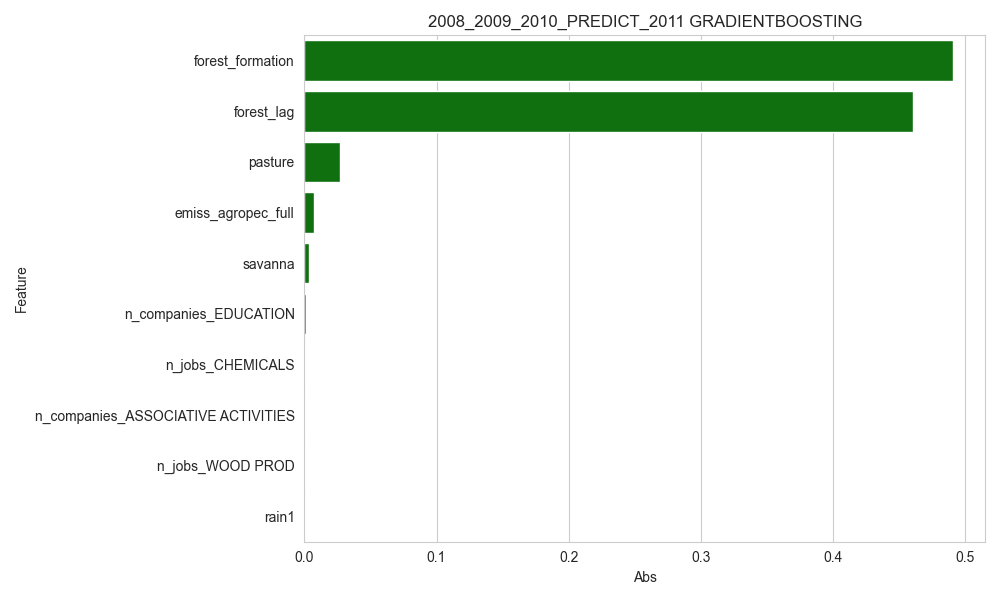 2008_2009_2010_PREDICT_2011 GRADIENTBOOSTING
Feature
forest_formation
forest_lag
pasture
emiss_agropec_full
savanna
n_companies_EDUCATION
n_jobs_CHEMICALS
n_companies_ASSOCIATIVE ACTIVITIES
n_jobs_WOOD PROD
rain1
0.0 0.1 0.2 0.3 0.4 0.5
Abs